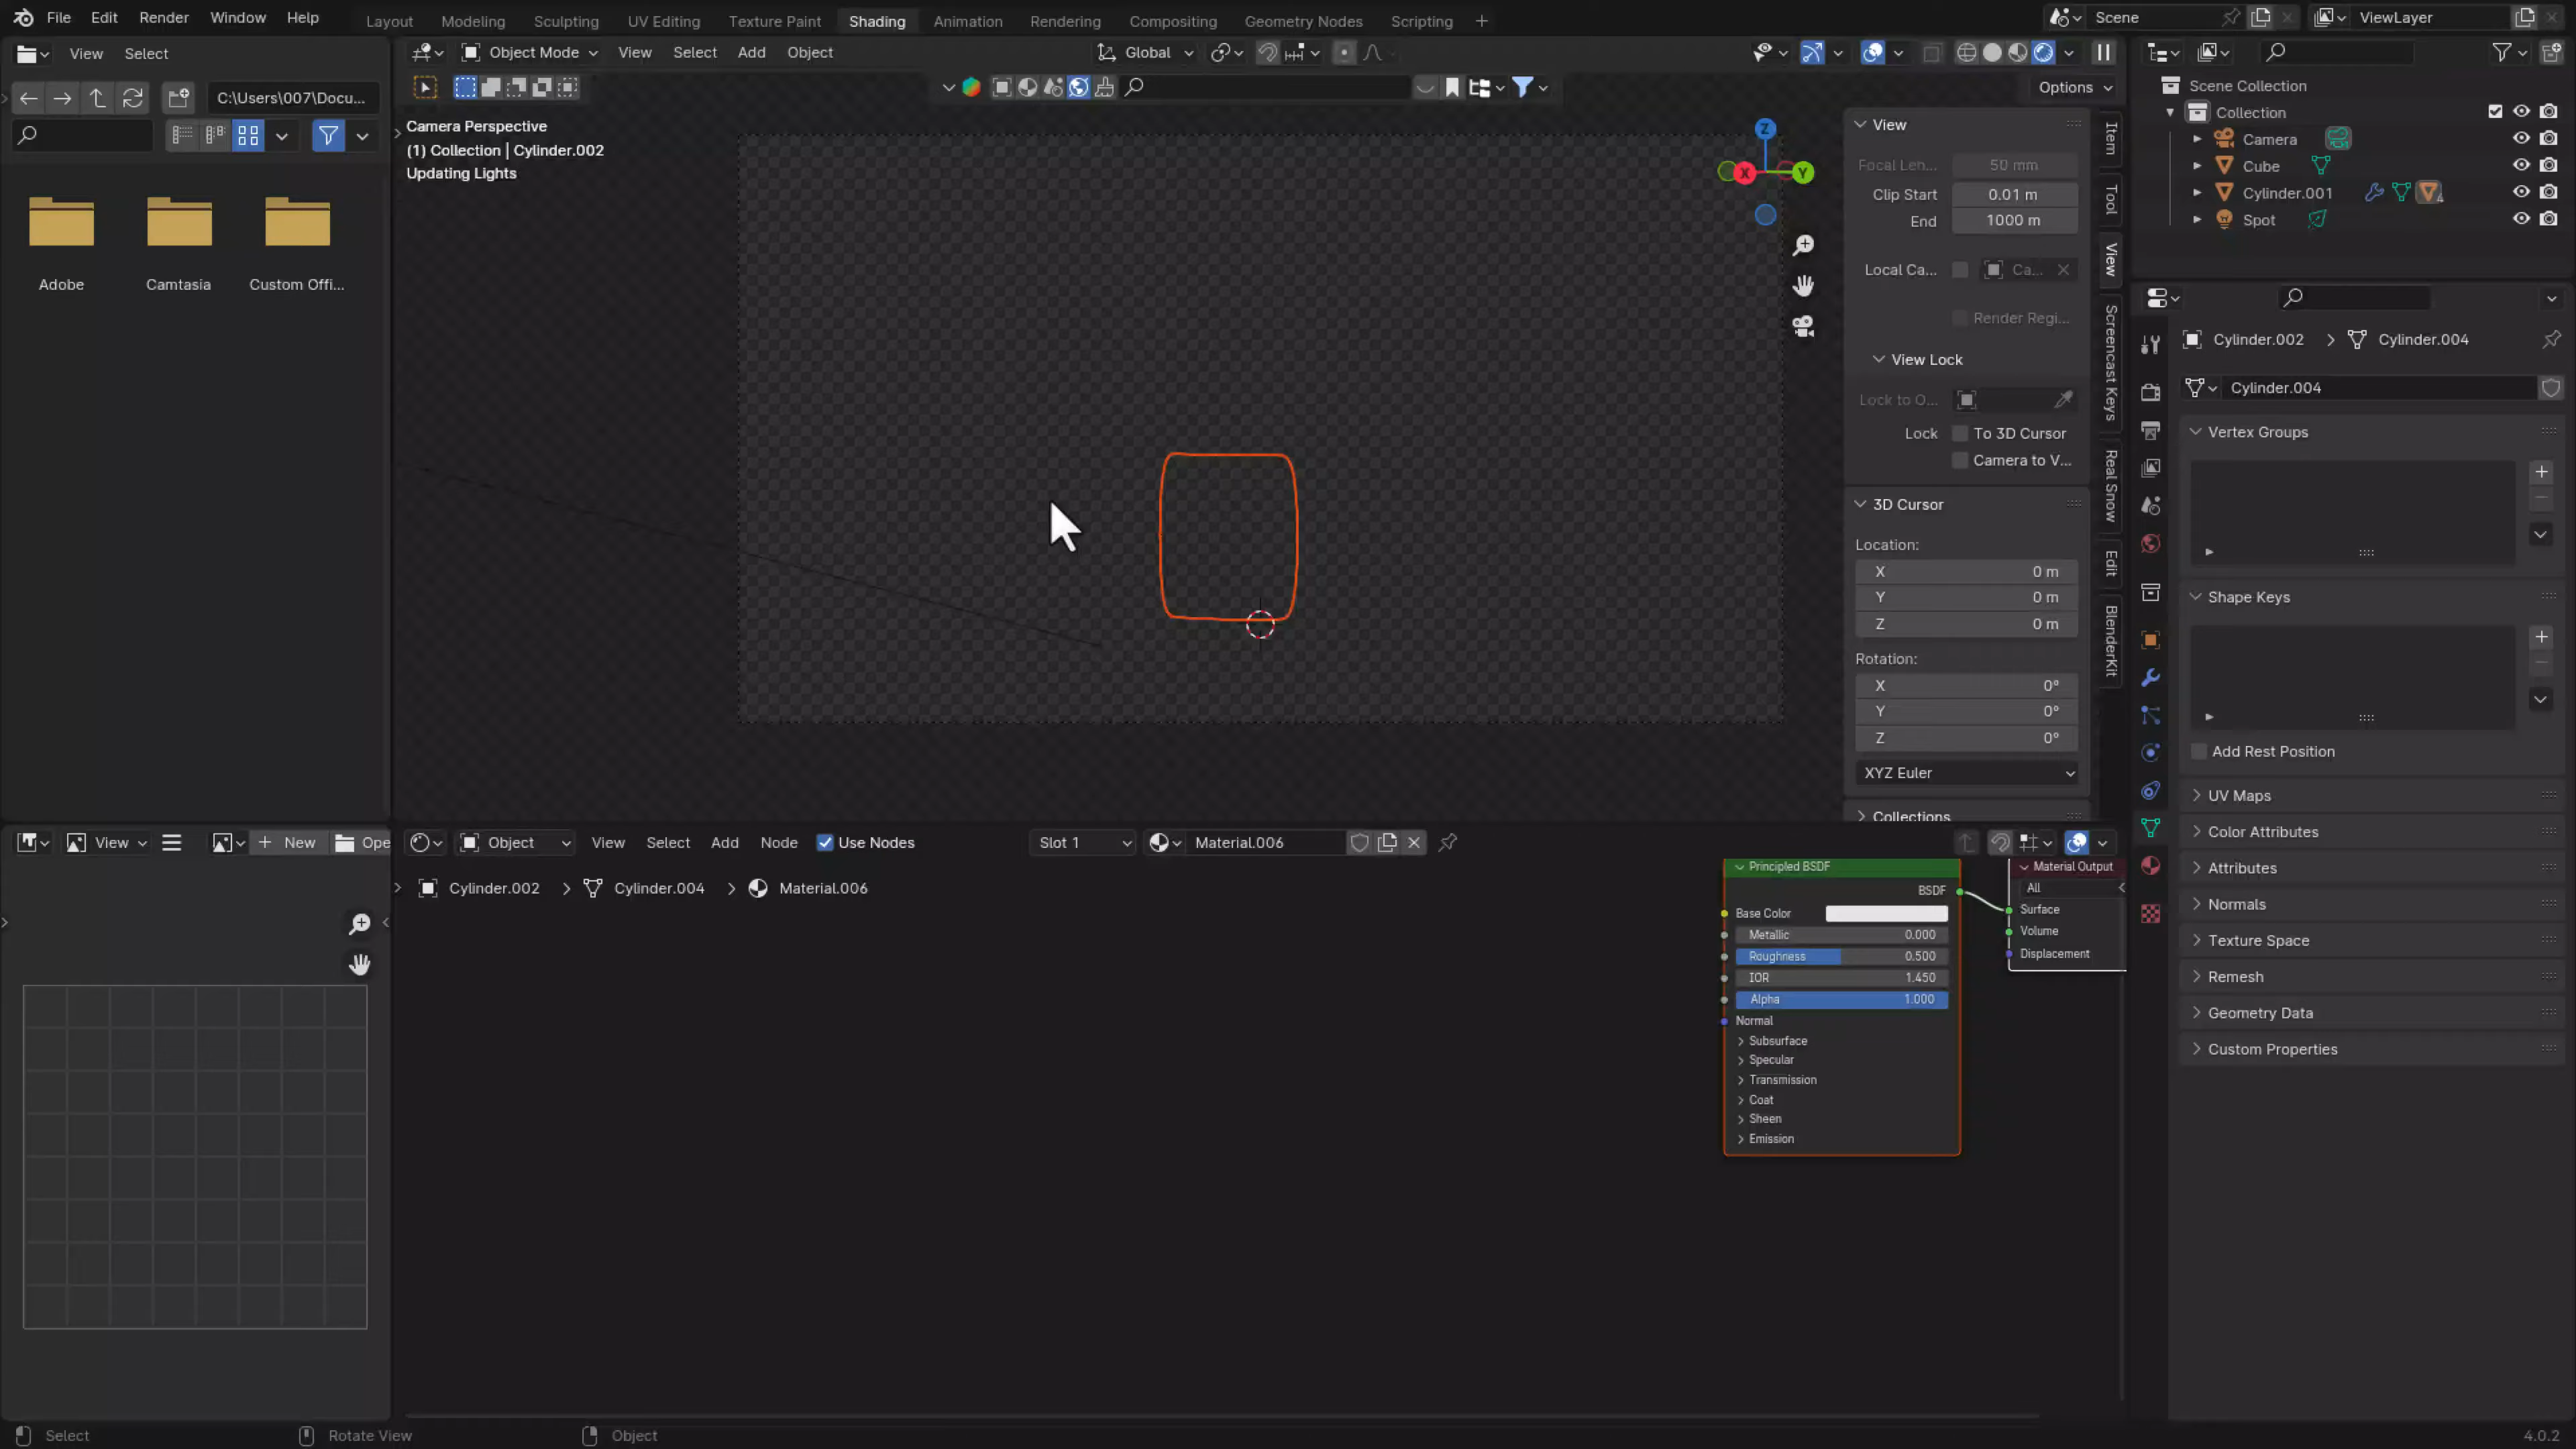 File Edit Render Window Help
Layout Modeling Sculpting UV Editing Texture Paint Shading Animation Rendering Compositing Geometry Nodes Scripting +
Scene
ViewLayer
View Select
C:\Users\007\Docu...
Adobe
Camtasia
Custom Offi...
Object Mode View Select Add Object
Global
Options
Camera Perspective
(1) Collection | Cylinder.002
Updating Lights
Z
X
Y
View
Focal Len... 50 mm
Clip Start 0.01 m
End 1000 m
Local Ca... Ca...
Render Regi...
View Lock
Lock to O...
Lock To 3D Cursor
Camera to V...
3D Cursor
Location:
X 0 m
Y 0 m
Z 0 m
Rotation:
X 0°
Y 0°
Z 0°
XYZ Euler
Collections
Item
Tool
View
Screencast Keys
Real Snow
Edit
BlenderKit
Scene Collection
Collection
Camera
Cube
Cylinder.001 4
Spot
Cylinder.002 > Cylinder.004
Cylinder.004
Vertex Groups
Shape Keys
Add Rest Position
UV Maps
Color Attributes
Attributes
Normals
Texture Space
Remesh
Geometry Data
Custom Properties
View
New
Ope
Object View Select Add Node Use Nodes
Slot 1
Material.006
Cylinder.002 > Cylinder.004 > Material.006
Principled BSDF
BSDF
Base Color
Metallic 0.000
Roughness 0.500
IOR 1.450
Alpha 1.000
Normal
Subsurface
Specular
Transmission
Coat
Sheen
Emission
Material Output
All
Surface
Volume
Displacement
Select
Rotate View
Object
4.0.2